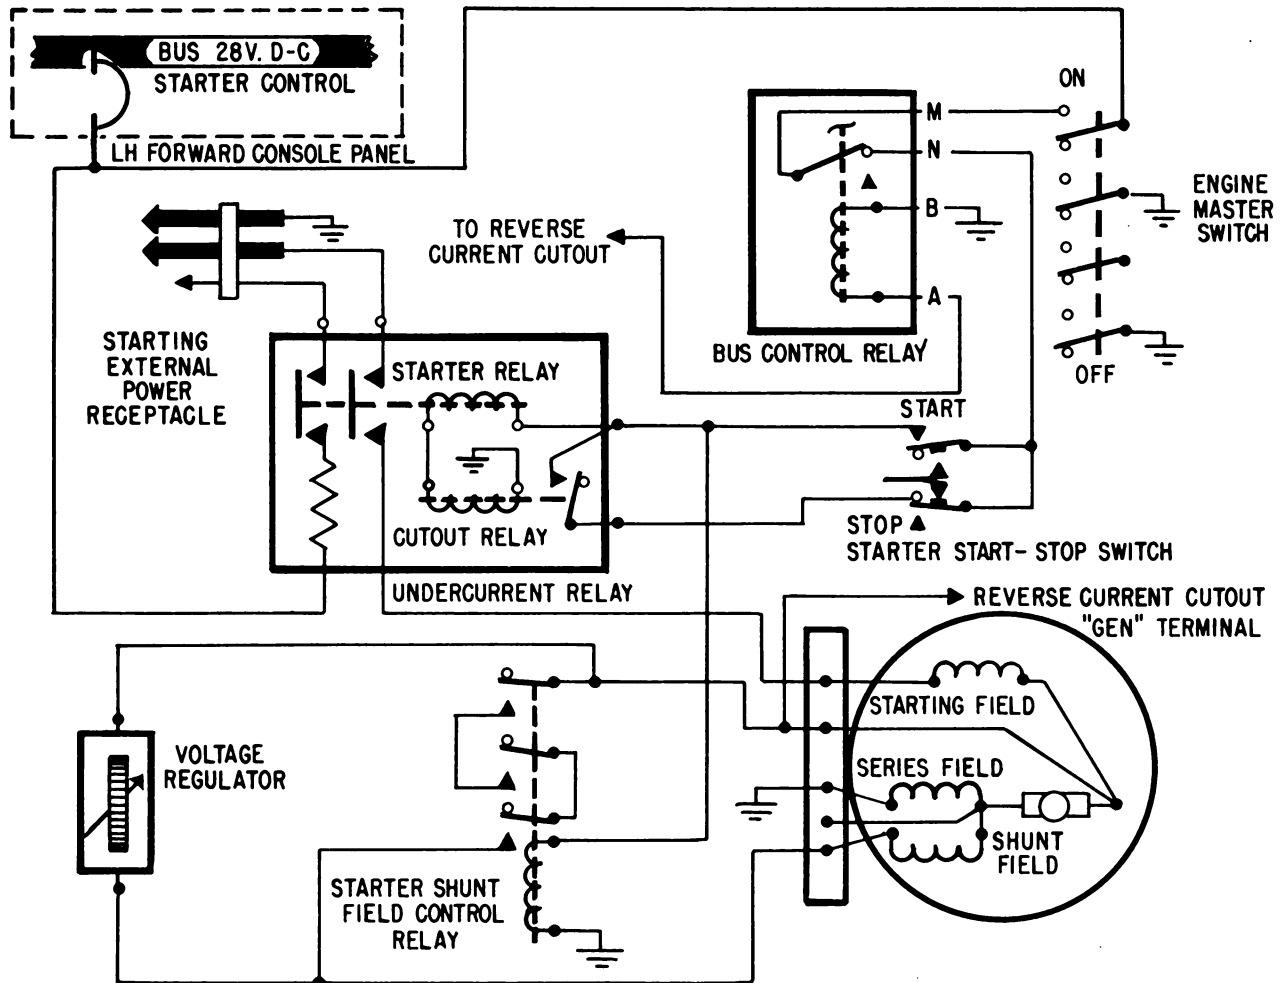 BUS 28V. D-C
STARTER CONTROL
LH FORWARD CONSOLE PANEL
ON
M
N
B
A
ENGINE
MASTER
SWITCH
OFF
TO REVERSE
CURRENT CUTOUT
BUS CONTROL RELAY
STARTING
EXTERNAL
POWER
RECEPTACLE
STARTER RELAY
CUTOUT RELAY
UNDERCURRENT RELAY
START
STOP
STARTER START-STOP SWITCH
REVERSE CURRENT CUTOUT
"GEN" TERMINAL
STARTING FIELD
SERIES FIELD
SHUNT
FIELD
VOLTAGE
REGULATOR
STARTER SHUNT
FIELD CONTROL
RELAY